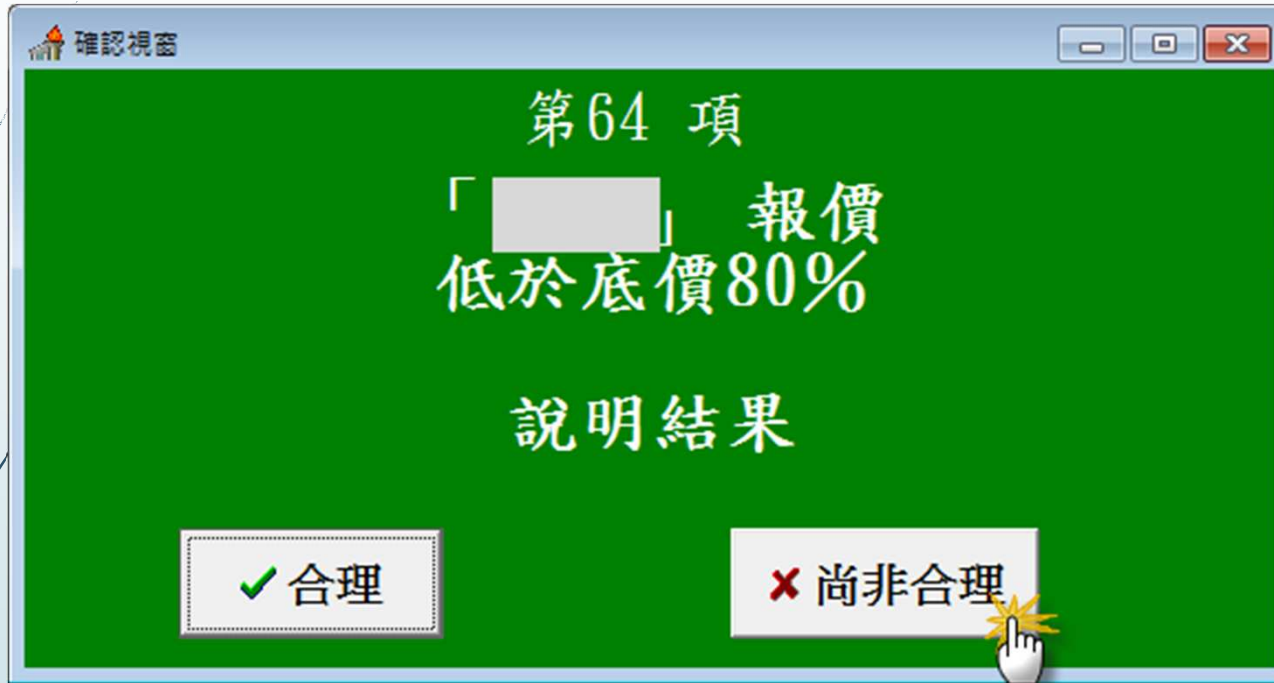 確認視窗
第64 項
「 」 報價
低於底價80%
說明結果
合理
尚非合理